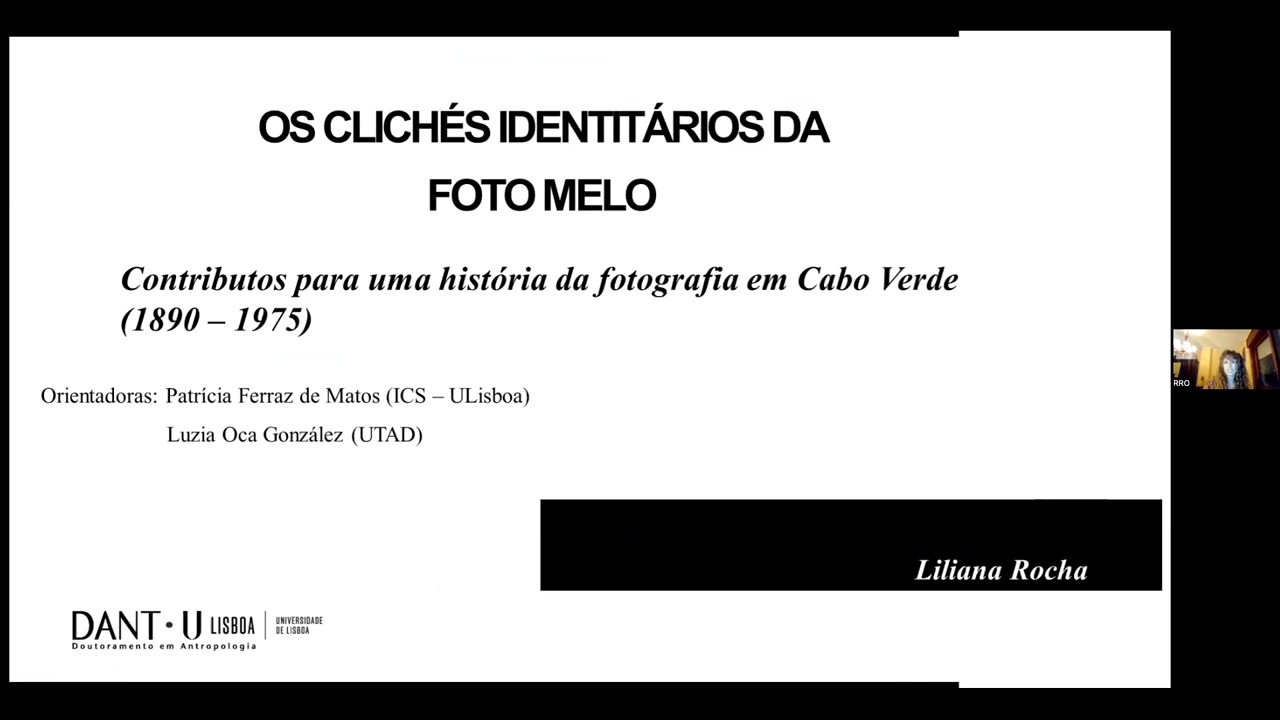 OS CLICHÉS IDENTITÁRIOS DA
FOTO MELO
Contributos para uma história da fotografia em Cabo Verde
(1890 – 1975)
Orientadoras: Patrícia Ferraz de Matos (ICS – ULisboa)
Luzia Oca González (UTAD)
RRO
Liliana Rocha
DANT • U LISBOA | UNIVERSIDADE
DE LISBOA
Doutoramento em Antropologia